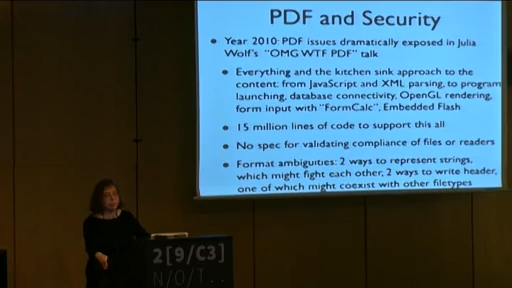 PDF and Security
• Year 2010: PDF issues dramatically exposed in Julia
Wolf's "OMG WTF PDF" talk
• Everything and the kitchen sink approach to the
content: from JavaScript and XML parsing, to program
launching, database connectivity, OpenGL rendering,
form input with "FormCalc", Embedded Flash
• 15 million lines of code to support this all
• No spec for validating compliance of files or readers
• Format ambiguities: 2 ways to represent strings,
which might fight each other, 2 ways to write header,
one of which might coexist with other filetypes
2[9/C3]
N/O/T...